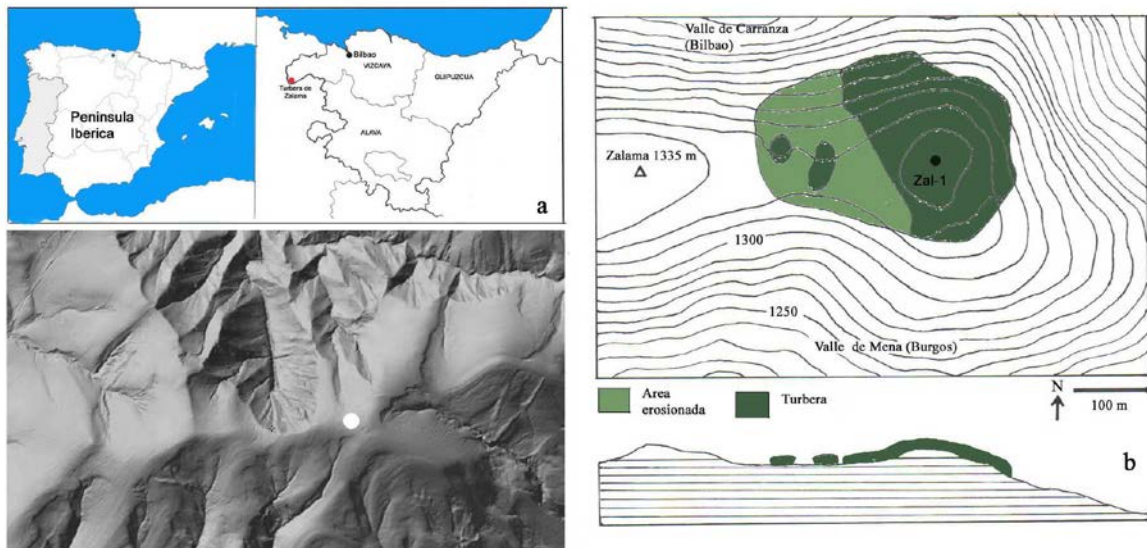 Peninsula
Iberica
Bilbao
VIZCAYA
GUIPUZCUA
Turbera de
Zalama
ALAVA
a
Valle de Carranza
(Bilbao)
Zalama 1335 m
Zal-1
1300
1250
Valle de Mena (Burgos)
Area
erosionada
Turbera
N
100 m
b